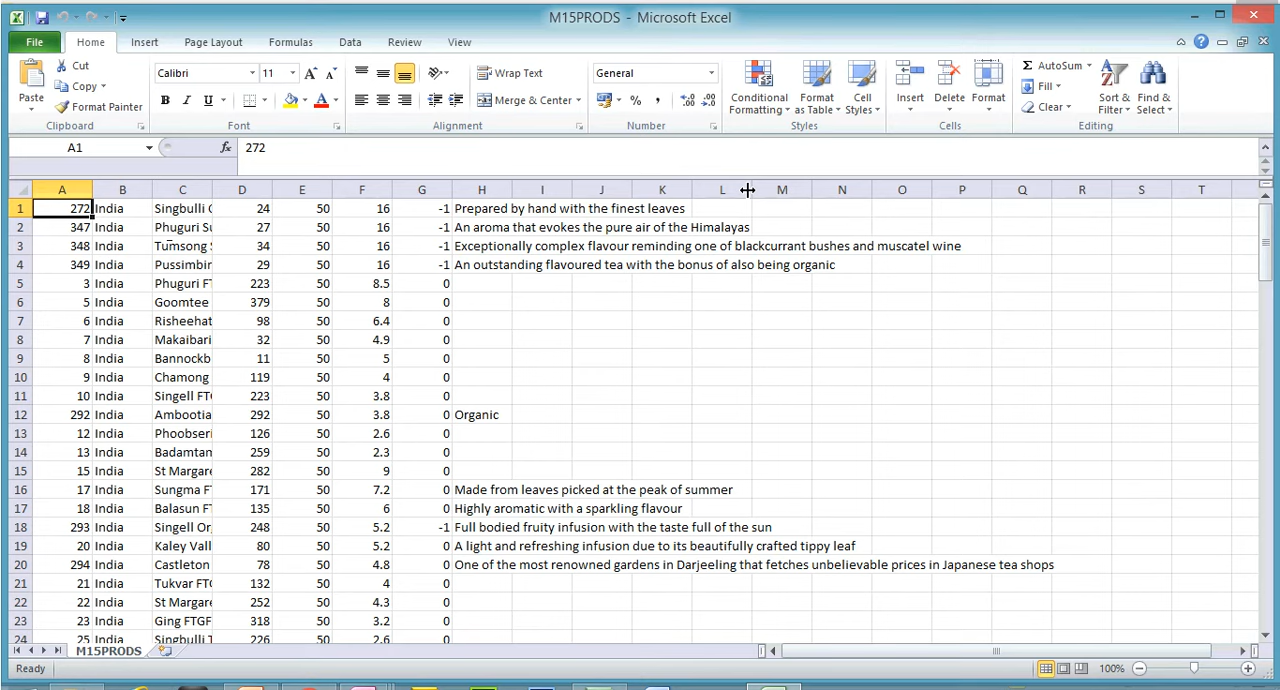 M15PRODS - Microsoft Excel
File Home Insert Page Layout Formulas Data Review View
Paste Cut Copy Format Painter Clipboard
Calibri 11 A A B I U A Font
Wrap Text Merge & Center Alignment
General % , .0 .00 .00 .0 Number
Conditional Formatting Format as Table Cell Styles Styles
Insert Delete Format Cells
Σ AutoSum Fill Clear Sort & Filter Find & Select Editing
A1 fx 272
A B C D E F G H I J K L M N O P Q R S T
1 272 India Singbulli 24 50 16 -1 Prepared by hand with the finest leaves
2 347 India Phuguri Su 27 50 16 -1 An aroma that evokes the pure air of the Himalayas
3 348 India Tumsong 34 50 16 -1 Exceptionally complex flavour reminding one of blackcurrant bushes and muscatel wine
4 349 India Pussimbir 29 50 16 -1 An outstanding flavoured tea with the bonus of also being organic
5 3 India Phuguri FT 223 50 8.5 0
6 5 India Goomtee 379 50 8 0
7 6 India Risheehat 98 50 6.4 0
8 7 India Makaibari 32 50 4.9 0
9 8 India Bannockb 11 50 5 0
10 9 India Chamong 119 50 4 0
11 10 India Singell FT 223 50 3.8 0
12 292 India Ambootia 292 50 3.8 0 Organic
13 12 India Phoobseri 126 50 2.6 0
14 13 India Badamtam 259 50 2.3 0
15 15 India St Margare 282 50 9 0
16 17 India Sungma FT 171 50 7.2 0 Made from leaves picked at the peak of summer
17 18 India Balasun FT 135 50 6 0 Highly aromatic with a sparkling flavour
18 293 India Singell Or 248 50 5.2 -1 Full bodied fruity infusion with the taste full of the sun
19 20 India Kaley Vall 80 50 5.2 0 A light and refreshing infusion due to its beautifully crafted tippy leaf
20 294 India Castleton 78 50 4.8 0 One of the most renowned gardens in Darjeeling that fetches unbelievable prices in Japanese tea shops
21 21 India Tukvar FT 132 50 4 0
22 22 India St Margare 252 50 4.3 0
23 23 India Ging FTGF 318 50 3.2 0
24 25 India Singbulli T 226 50 2.6 0
M15PRODS
Ready 100%